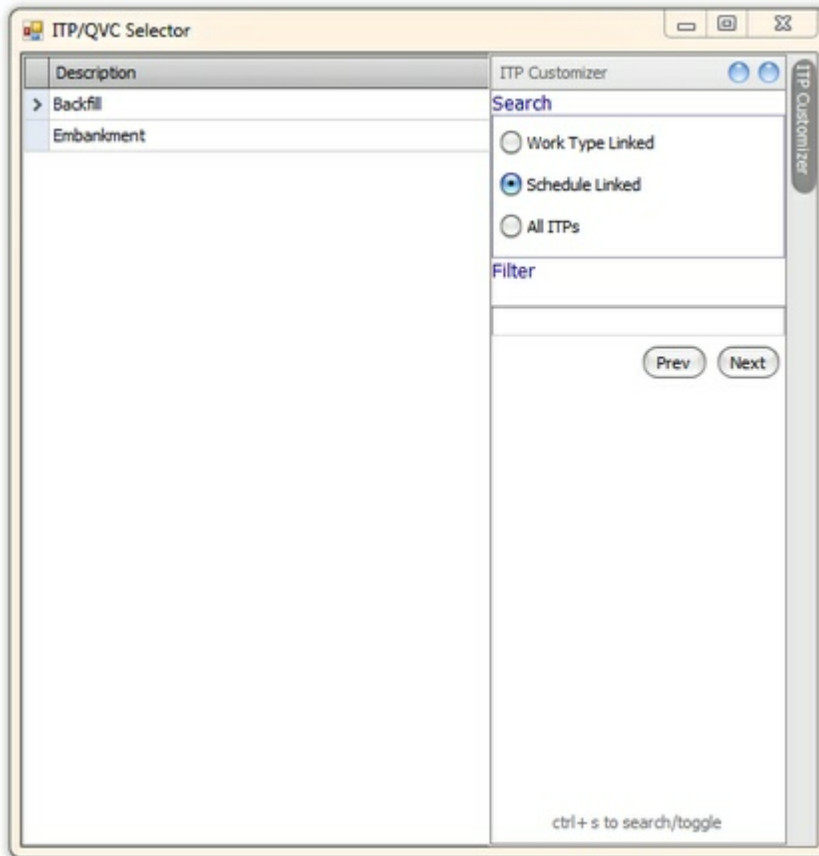 ITP/QVC Selector
Description
Backfill
Embankment
ITP Customizer
Search
Work Type Linked
Schedule Linked
All ITPs
Filter
Prev Next
ctrl+s to search/toggle
ITP Customizer